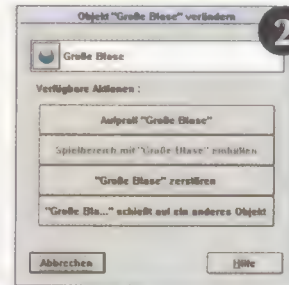 Objekt "Große Blase" verändern
2
Große Blase
Verfügbare Aktionen :
Aufprall "Große Blase"
Spielbereich mit "Große Blase" einhüllen
"Große Blase" zerstören
"Große Bla..." schießt auf ein anderes Objekt
Abbrechen
Hilfe